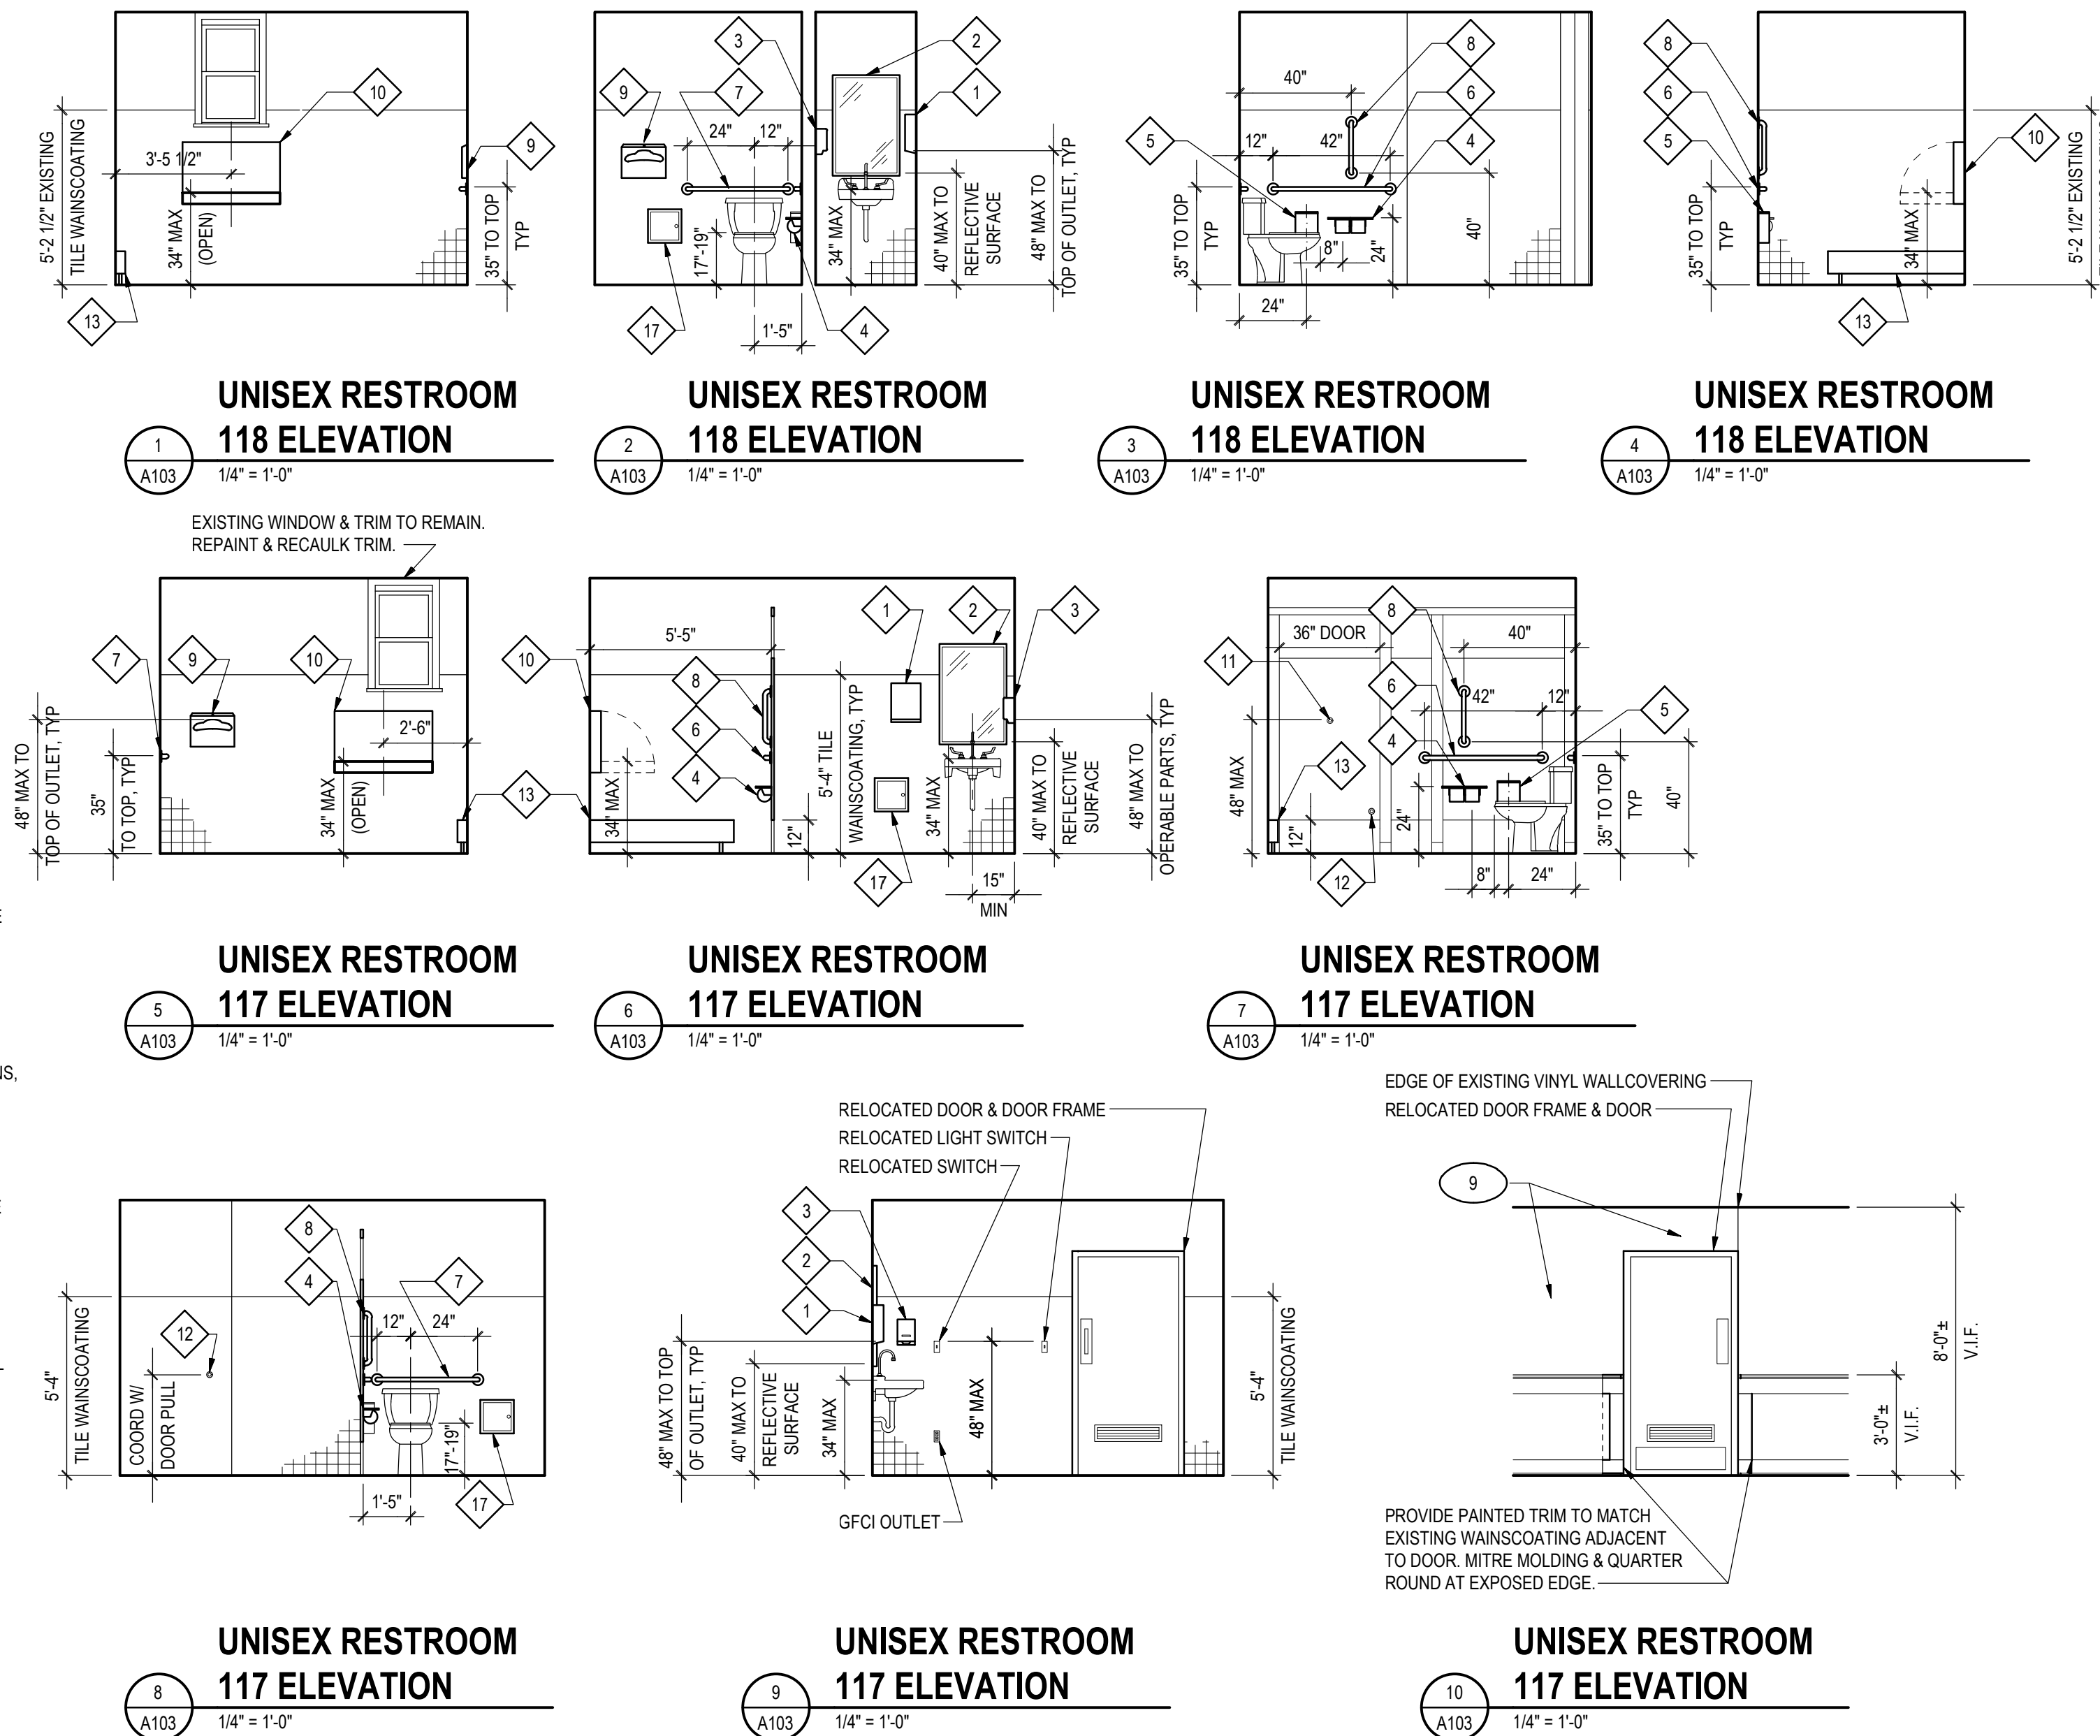 5'-2 1/2" EXISTING
TILE WAINSCOATING
3'-5 1/2"
34" MAX
(OPEN)
10
9
35" TO TOP
TYP
13
UNISEX RESTROOM
118 ELEVATION
1
A103
1/4" = 1'-0"
3
2
9
7
1
24"
12"
17"-19"
34" MAX
40" MAX TO
REFLECTIVE
SURFACE
48" MAX TO
TOP OF OUTLET, TYP
17
1'-5"
4
UNISEX RESTROOM
118 ELEVATION
2
A103
1/4" = 1'-0"
8
40"
6
5
12"
42"
4
35" TO TOP
TYP
8"
24"
40"
24"
UNISEX RESTROOM
118 ELEVATION
3
A103
1/4" = 1'-0"
8
6
5
10
35" TO TOP
TYP
34" MAX
5'-2 1/2" EXISTING
13
UNISEX RESTROOM
118 ELEVATION
4
A103
1/4" = 1'-0"
EXISTING WINDOW & TRIM TO REMAIN.
REPAINT & RECAULK TRIM.
7
9
10
48" MAX TO
TOP OF OUTLET, TYP
35"
TO TOP, TYP
2'-6"
34" MAX
(OPEN)
UNISEX RESTROOM
117 ELEVATION
5
A103
1/4" = 1'-0"
10
13
5'-5"
1
2
3
8
6
4
34" MAX
12"
5'-4" TILE
WAINSCOATING, TYP
34" MAX
40" MAX TO
REFLECTIVE
SURFACE
48" MAX TO
OPERABLE PARTS, TYP
17
15"
MIN
UNISEX RESTROOM
117 ELEVATION
6
A103
1/4" = 1'-0"
36" DOOR
8
40"
11
6
42"
12"
5
4
13
48" MAX
12"
24"
35" TO TOP
TYP
40"
12
8"
24"
UNISEX RESTROOM
117 ELEVATION
7
A103
1/4" = 1'-0"
NS,
8
4
7
12"
24"
12
5'-4"
TILE WAINSCOATING
COORD W/
DOOR PULL
17"-19"
1'-5"
17
UNISEX RESTROOM
117 ELEVATION
8
A103
1/4" = 1'-0"
RELOCATED DOOR & DOOR FRAME
RELOCATED LIGHT SWITCH
RELOCATED SWITCH
3
2
1
48" MAX TO TOP
OF OUTLET, TYP
40" MAX TO
REFLECTIVE
SURFACE
34" MAX
48" MAX
5'-4"
TILE WAINSCOATING
GFCI OUTLET
UNISEX RESTROOM
117 ELEVATION
9
A103
1/4" = 1'-0"
EDGE OF EXISTING VINYL WALLCOVERING
RELOCATED DOOR FRAME & DOOR
9
8'-0"±
V.I.F.
3'-0"±
V.I.F.
PROVIDE PAINTED TRIM TO MATCH
EXISTING WAINSCOATING ADJACENT
TO DOOR. MITRE MOLDING & QUARTER
ROUND AT EXPOSED EDGE.
UNISEX RESTROOM
117 ELEVATION
10
A103
1/4" = 1'-0"